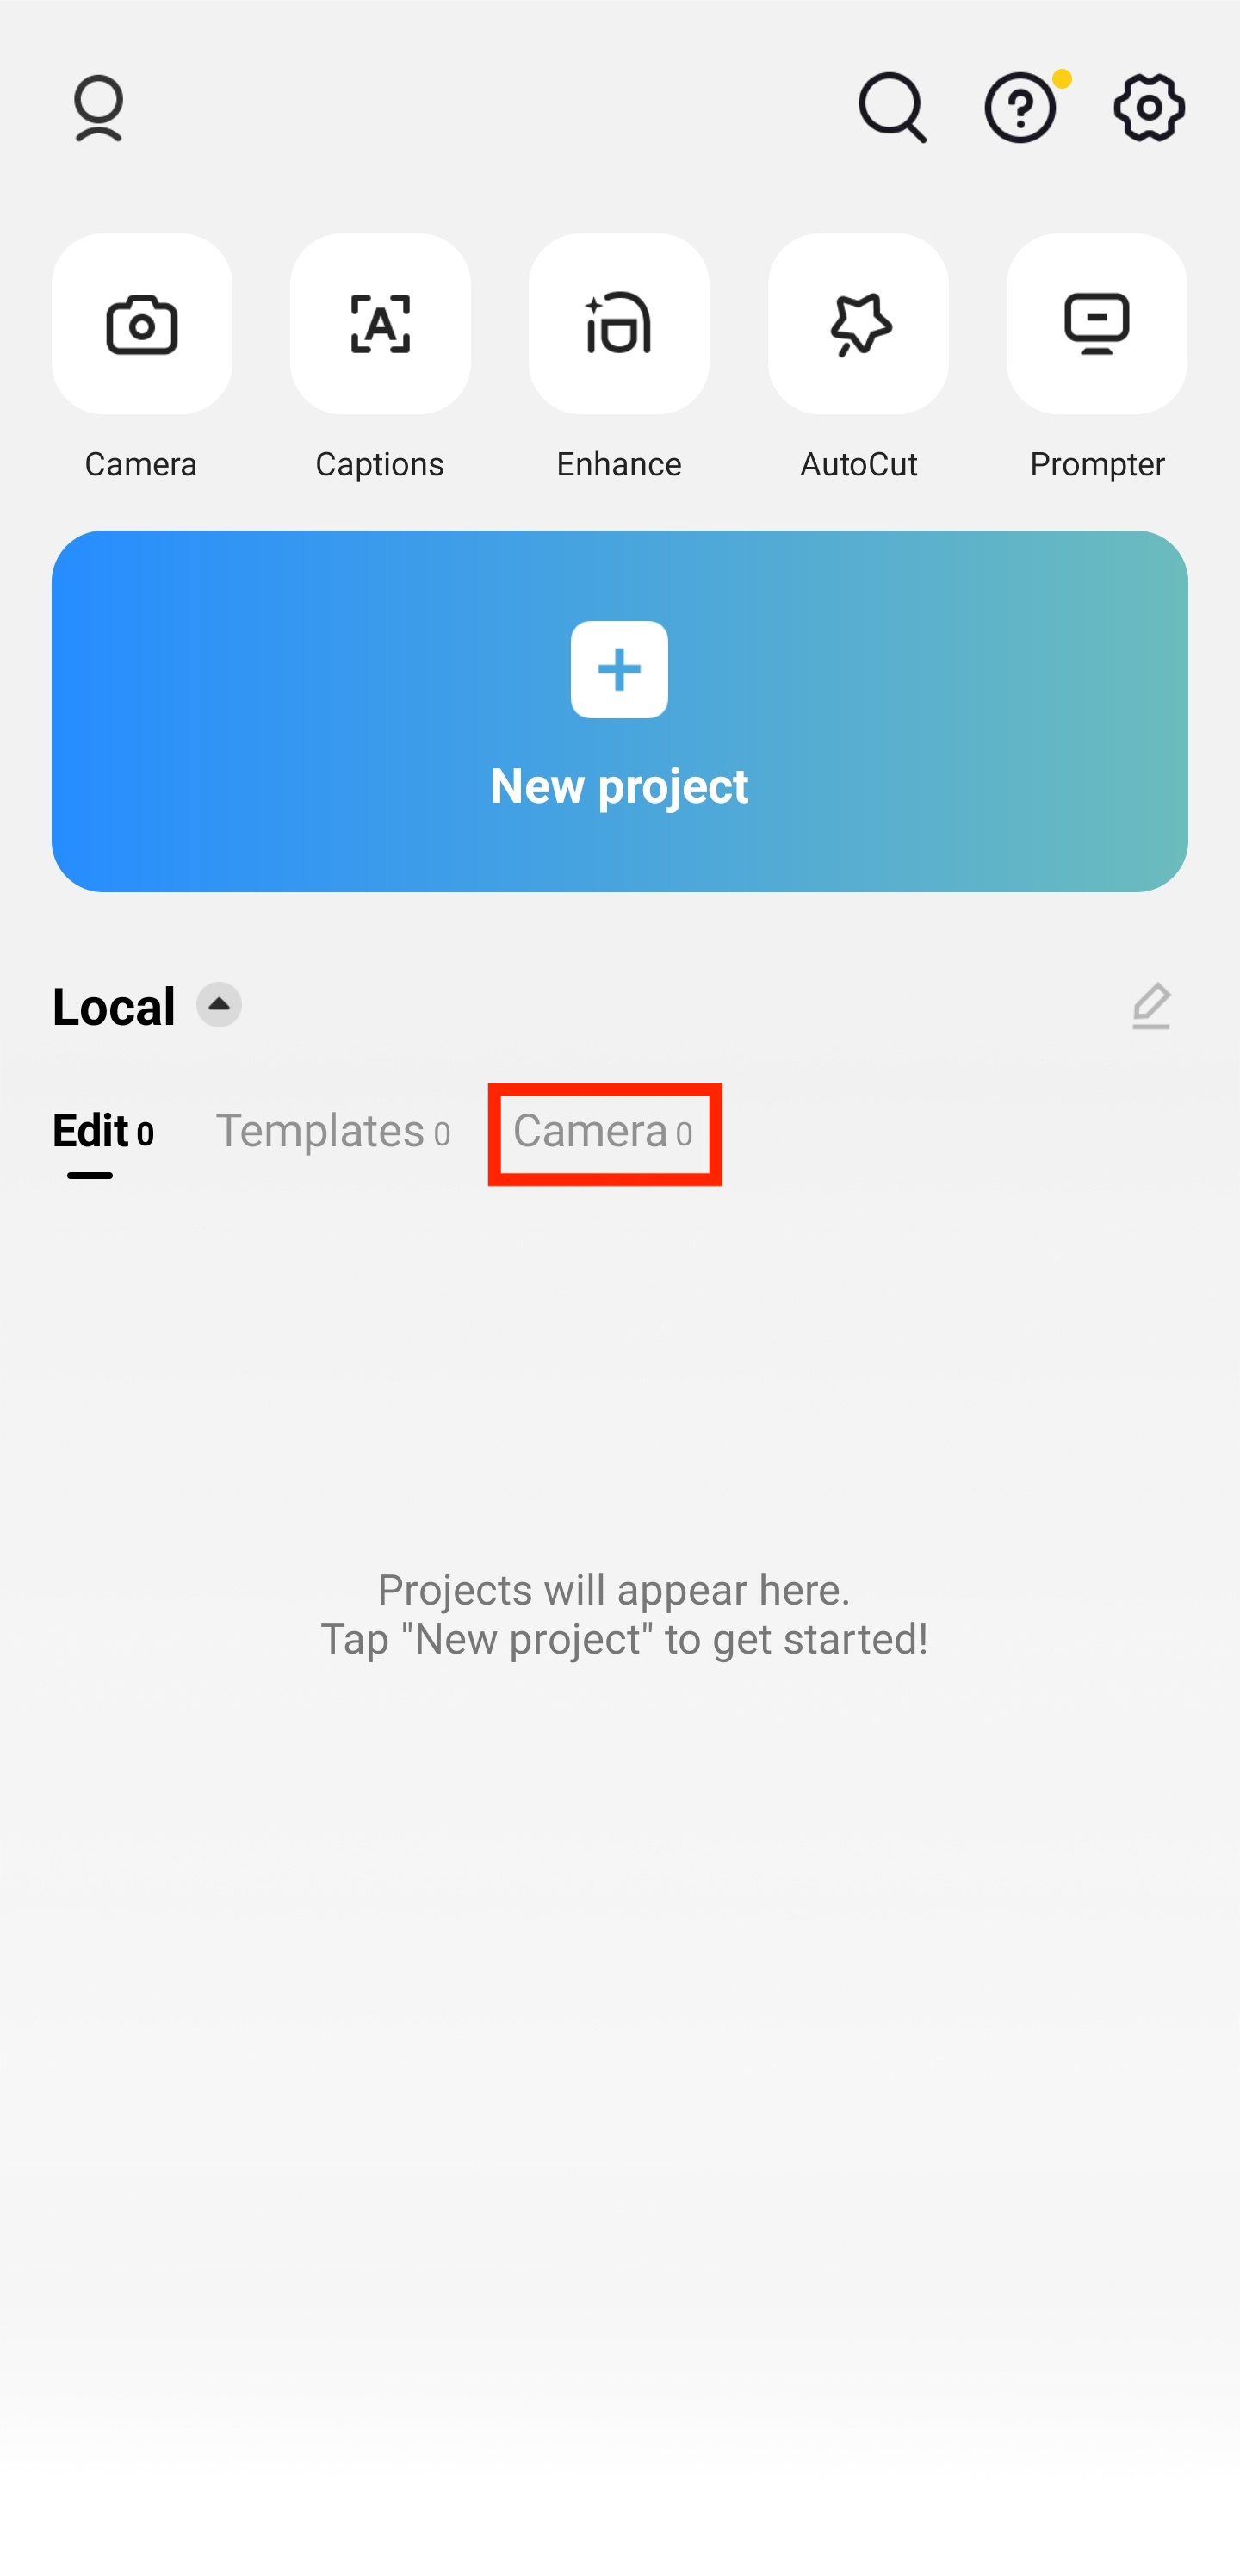 Camera Captions Enhance AutoCut Prompter
New project
Local
Edit 0 Templates 0 Camera 0
Projects will appear here.
Tap "New project" to get started!